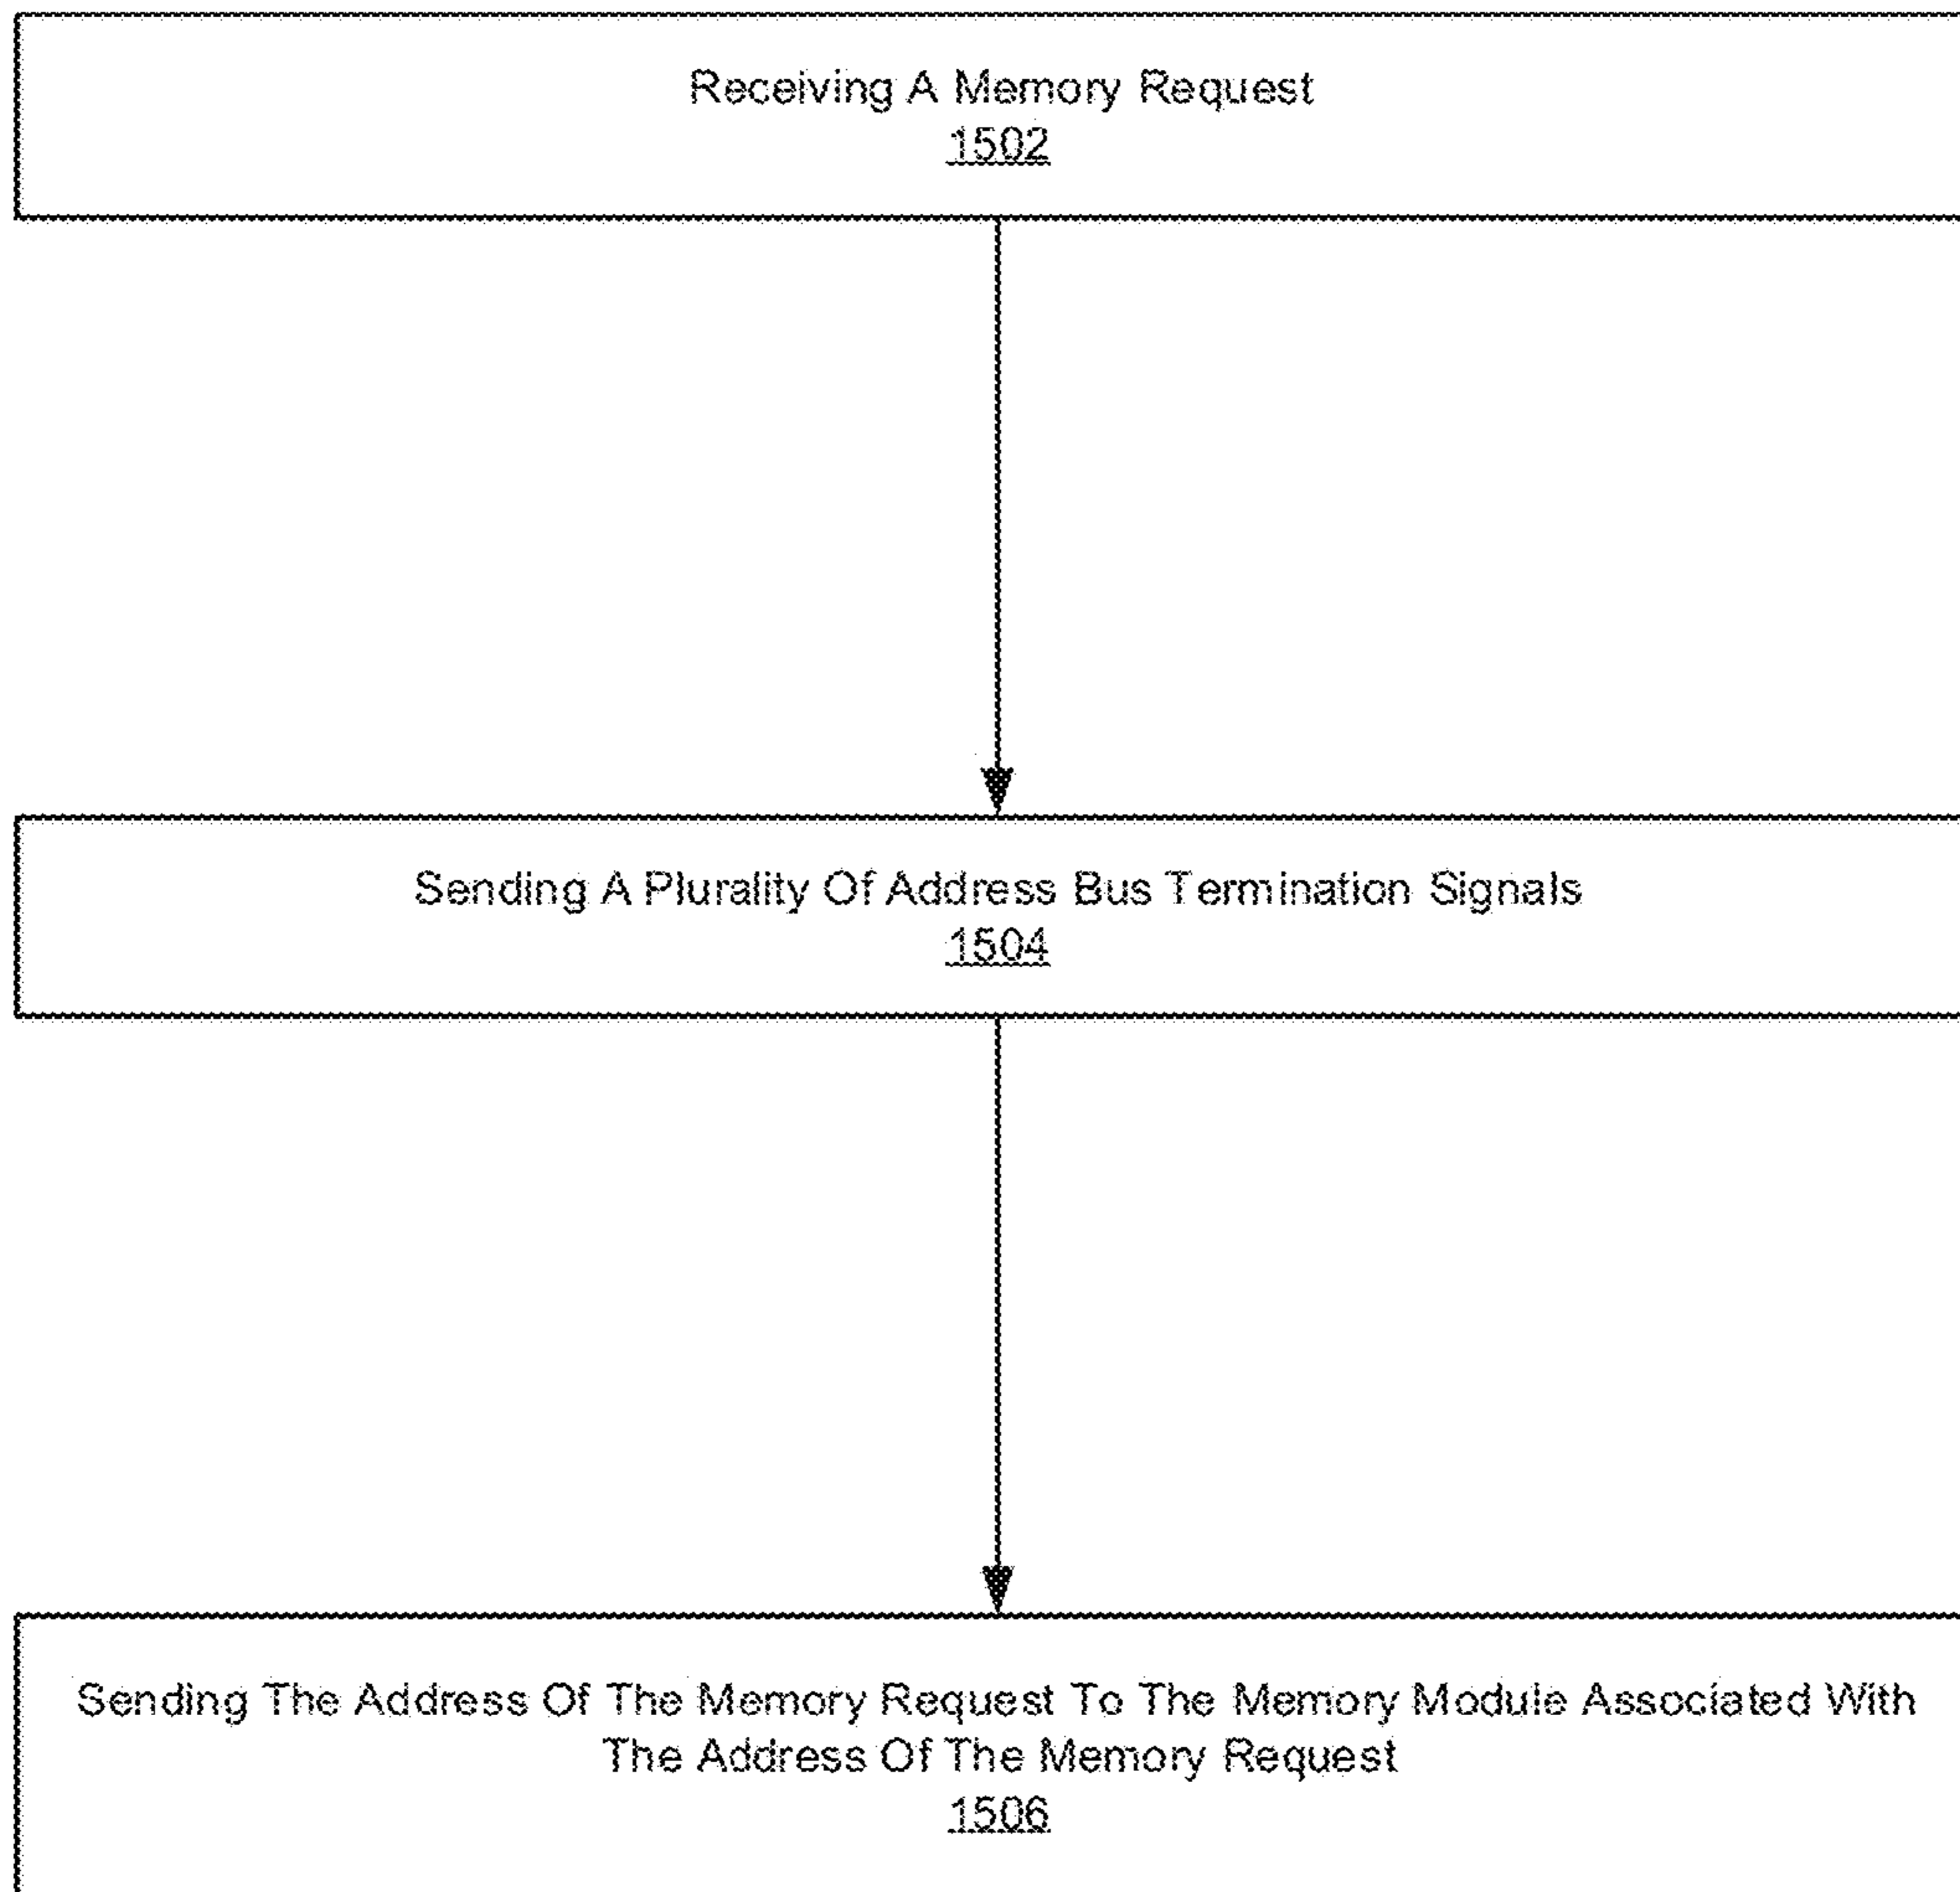 Receiving A Memory Request
1502
Sending A Plurality Of Address Bus Termination Signals
1504
Sending The Address Of The Memory Request To The Memory Module Associated With
The Address Of The Memory Request
1506